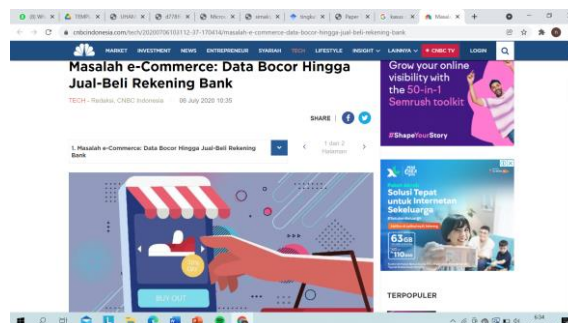 cnbcindonesia.com/tech/20200706103112-37-170414/masalah-e-commerce-data-bocor-hingga-jual-beli-rekening-bank
MARKET INVESTMENT NEWS ENTREPRENEUR SYARIAH TECH LIFESTYLE INSIGHT LAINNYA CNBC TV LOGIN
Masalah e-Commerce: Data Bocor Hingga
Jual-Beli Rekening Bank
TECH - Redaksi, CNBC Indonesia
06 July 2020 10:35
SHARE
1. Masalah e-Commerce: Data Bocor Hingga Jual-Beli Rekening
Bank
1 dari 2
Halaman
BUY OUT
Grow your online
visibility with
the 50-in-1
Semrush toolkit
#ShapeYourStory
XL
Solusi Tepat
untuk Internetan
Sekeluarga
63GB
110
TERPOPULER
6:54